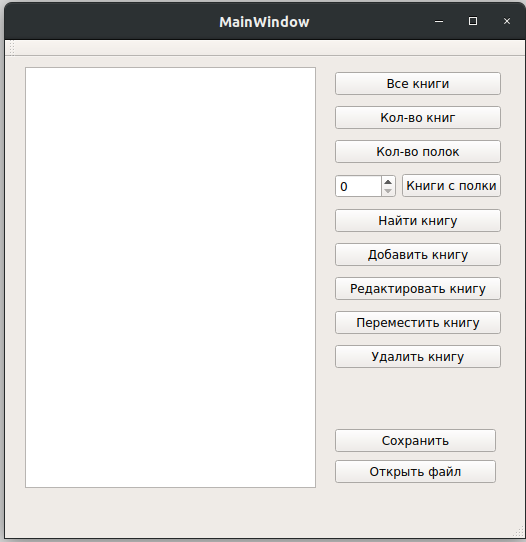 MainWindow
Все книги
Кол-во книг
Кол-во полок
0 Книги с полки
Найти книгу
Добавить книгу
Редактировать книгу
Переместить книгу
Удалить книгу
Сохранить
Открыть файл